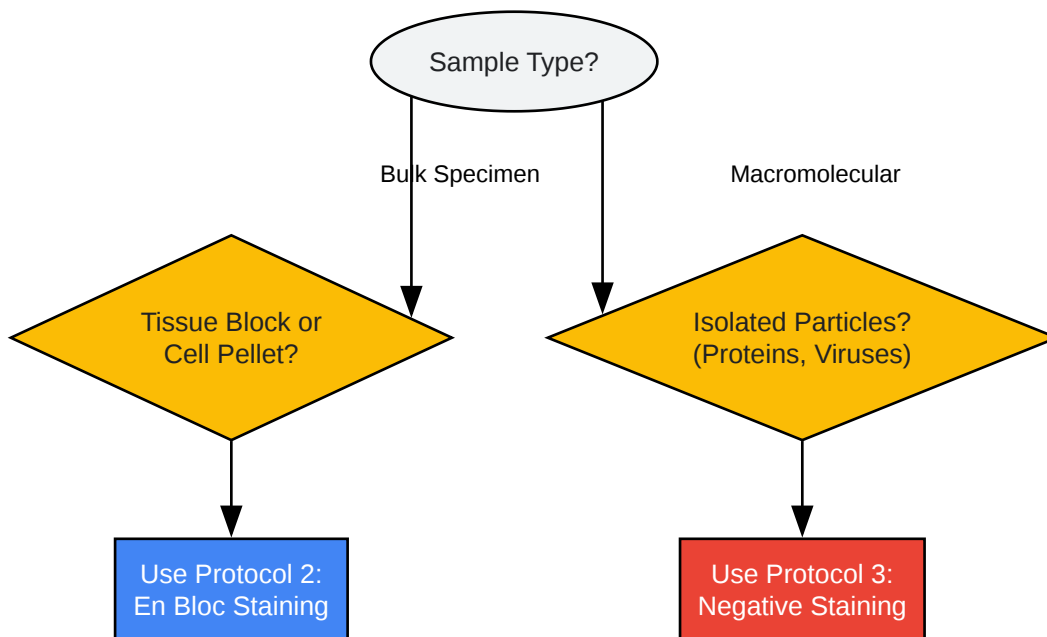 Sample Type?
Bulk Specimen
Macromolecular
Tissue Block or
Cell Pellet?
Isolated Particles?
(Proteins, Viruses)
Use Protocol 2:
En Bloc Staining
Use Protocol 3:
Negative Staining